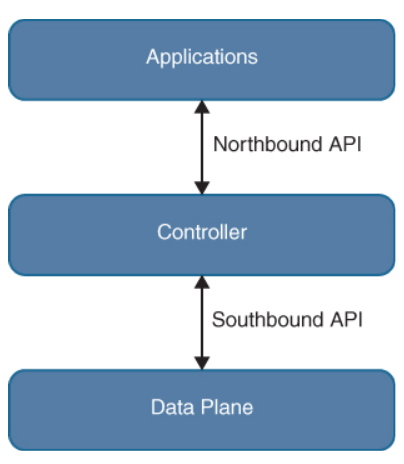 Applications
Northbound API
Controller
Southbound API
Data Plane